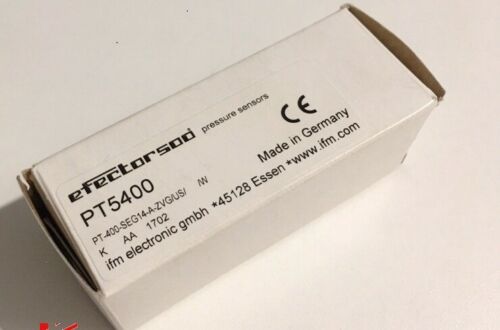 efector500 pressure sensors
PT5400
PT-400-SEG14-A-ZVG/US/ /W
K AA 1702
ifm electronic gmbh *45128 Essen *www.ifm.com
Made in Germany
CE